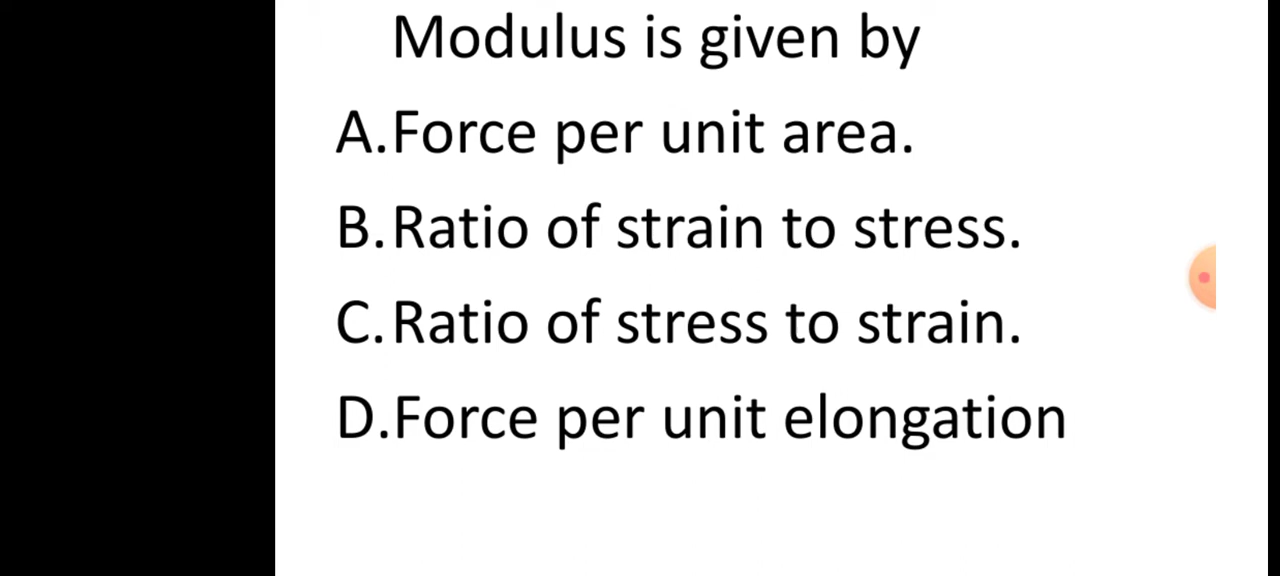 Modulus is given by
A.Force per unit area.
B.Ratio of strain to stress.
C.Ratio of stress to strain.
D.Force per unit elongation